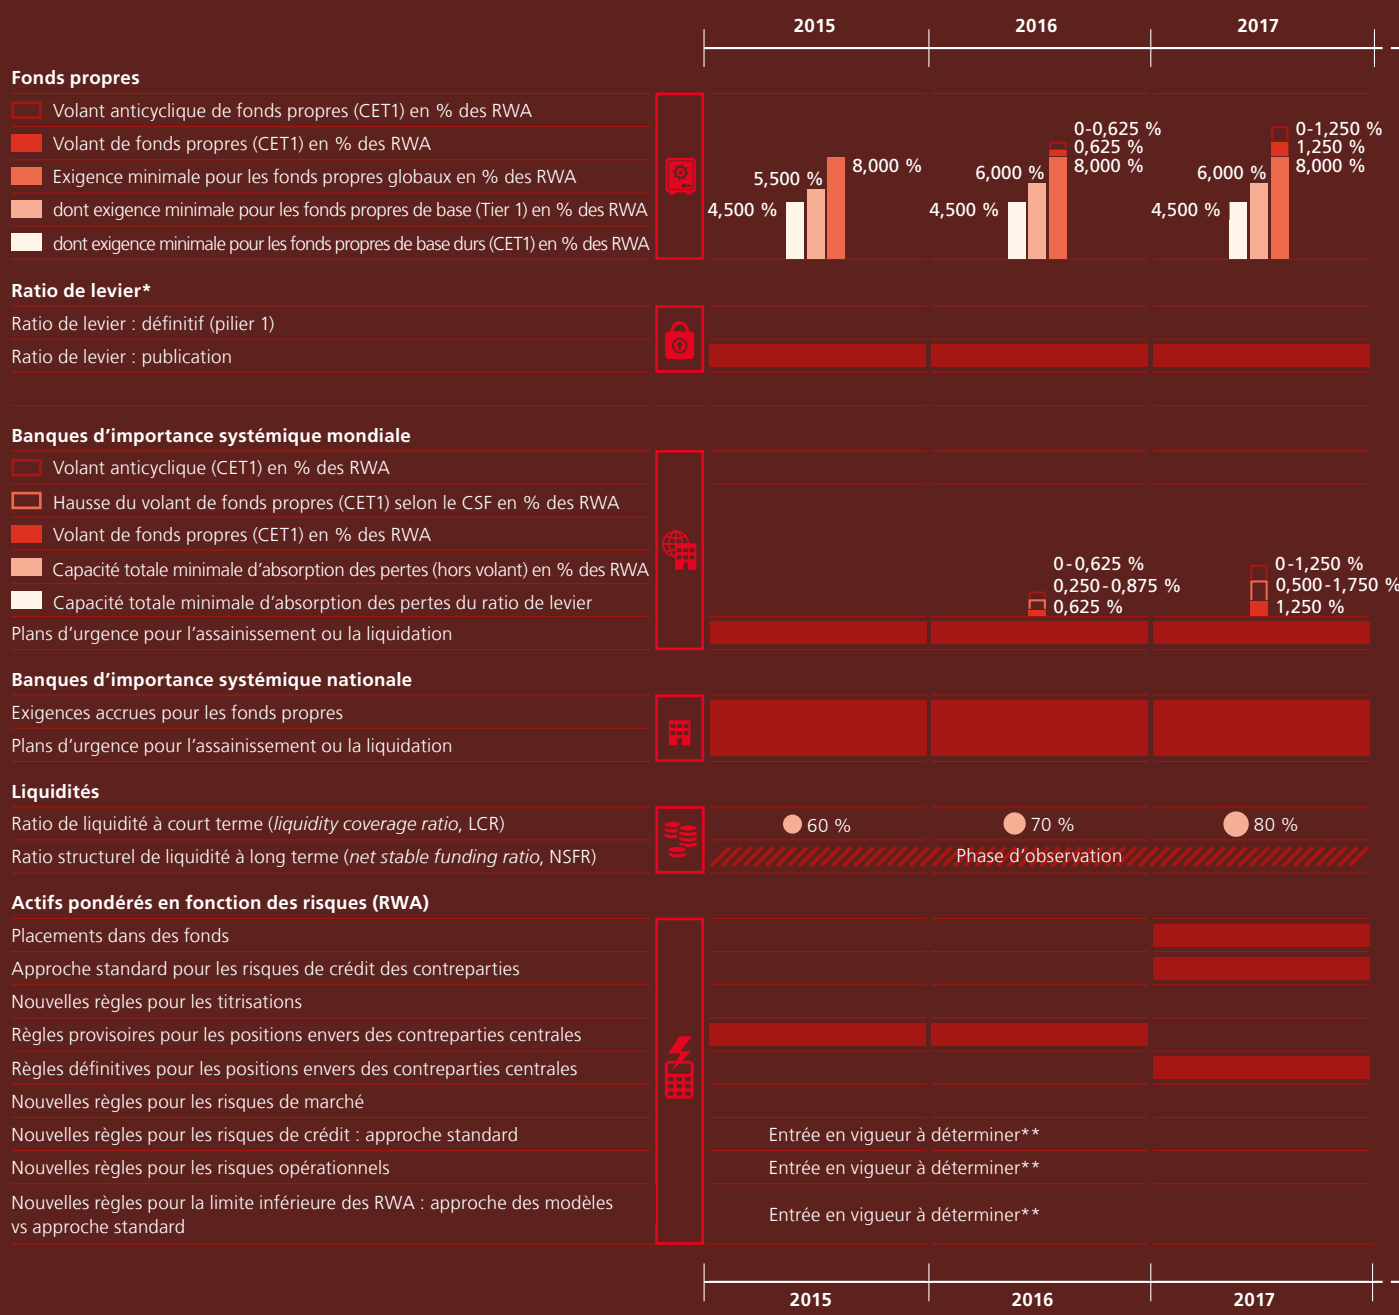 2015 2016 2017
Fonds propres
Volant anticyclique de fonds propres (CET1) en % des RWA
Volant de fonds propres (CET1) en % des RWA
Exigence minimale pour les fonds propres globaux en % des RWA
dont exigence minimale pour les fonds propres de base (Tier 1) en % des RWA
dont exigence minimale pour les fonds propres de base durs (CET1) en % des RWA
4,500 % 5,500 % 8,000 %
4,500 % 6,000 % 0-0,625 %
0,625 %
8,000 %
4,500 % 6,000 % 0-1,250 %
1,250 %
8,000 %
Ratio de levier*
Ratio de levier : définitif (pilier 1)
Ratio de levier : publication
Banques d’importance systémique mondiale
Volant anticyclique (CET1) en % des RWA
Hausse du volant de fonds propres (CET1) selon le CSF en % des RWA
Volant de fonds propres (CET1) en % des RWA
Capacité totale minimale d’absorption des pertes (hors volant) en % des RWA
Capacité totale minimale d’absorption des pertes du ratio de levier
0-0,625 %
0,250-0,875 %
0,625 %
0-1,250 %
0,500-1,750 %
1,250 %
Plans d’urgence pour l’assainissement ou la liquidation
Banques d’importance systémique nationale
Exigences accrues pour les fonds propres
Plans d’urgence pour l’assainissement ou la liquidation
Liquidités
Ratio de liquidité à court terme (liquidity coverage ratio, LCR) 60 % 70 % 80 %
Ratio structurel de liquidité à long terme (net stable funding ratio, NSFR) Phase d’observation
Actifs pondérés en fonction des risques (RWA)
Placements dans des fonds
Approche standard pour les risques de crédit des contreparties
Nouvelles règles pour les titrisations
Règles provisoires pour les positions envers des contreparties centrales
Règles définitives pour les positions envers des contreparties centrales
Nouvelles règles pour les risques de marché
Nouvelles règles pour les risques de crédit : approche standard Entrée en vigueur à déterminer**
Nouvelles règles pour les risques opérationnels Entrée en vigueur à déterminer**
Nouvelles règles pour la limite inférieure des RWA : approche des modèles
vs approche standard Entrée en vigueur à déterminer**
2015 2016 2017